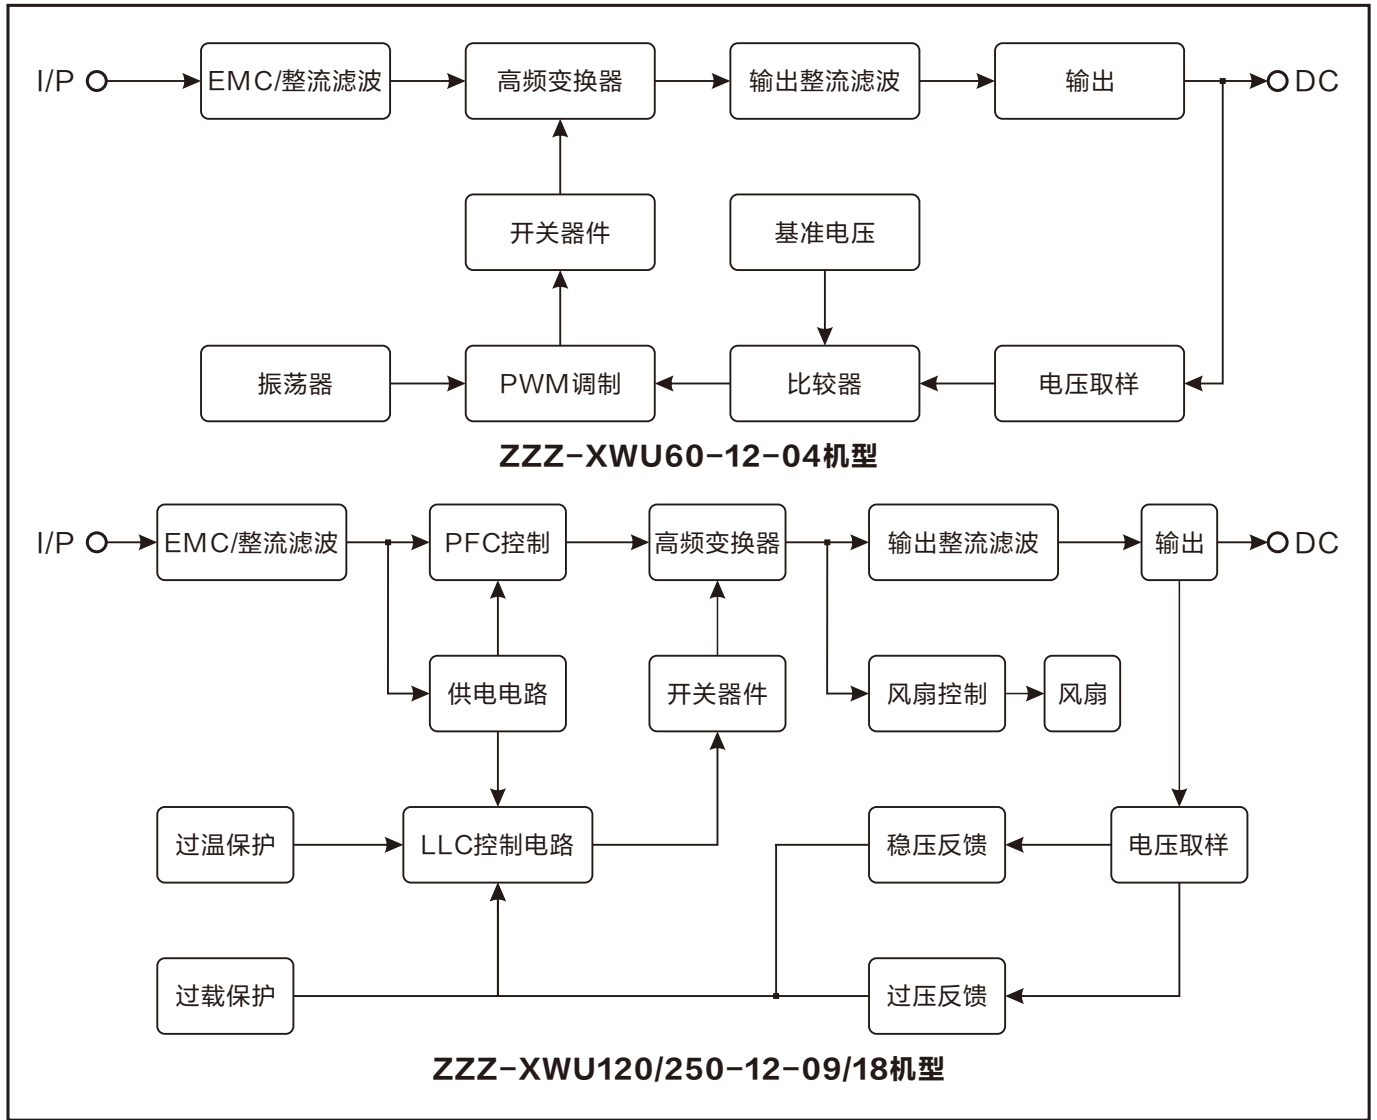 I/P EMC/整流滤波 高频变换器 输出整流滤波 输出 DC
开关器件 基准电压
振荡器 PWM调制 比较器 电压取样
ZZZ-XWU60-12-04机型
I/P EMC/整流滤波 PFC控制 高频变换器 输出整流滤波 输出 DC
供电电路 开关器件 风扇控制 风扇
过温保护 LLC控制电路 稳压反馈 电压取样
过载保护 过压反馈
ZZZ-XWU120/250-12-09/18机型